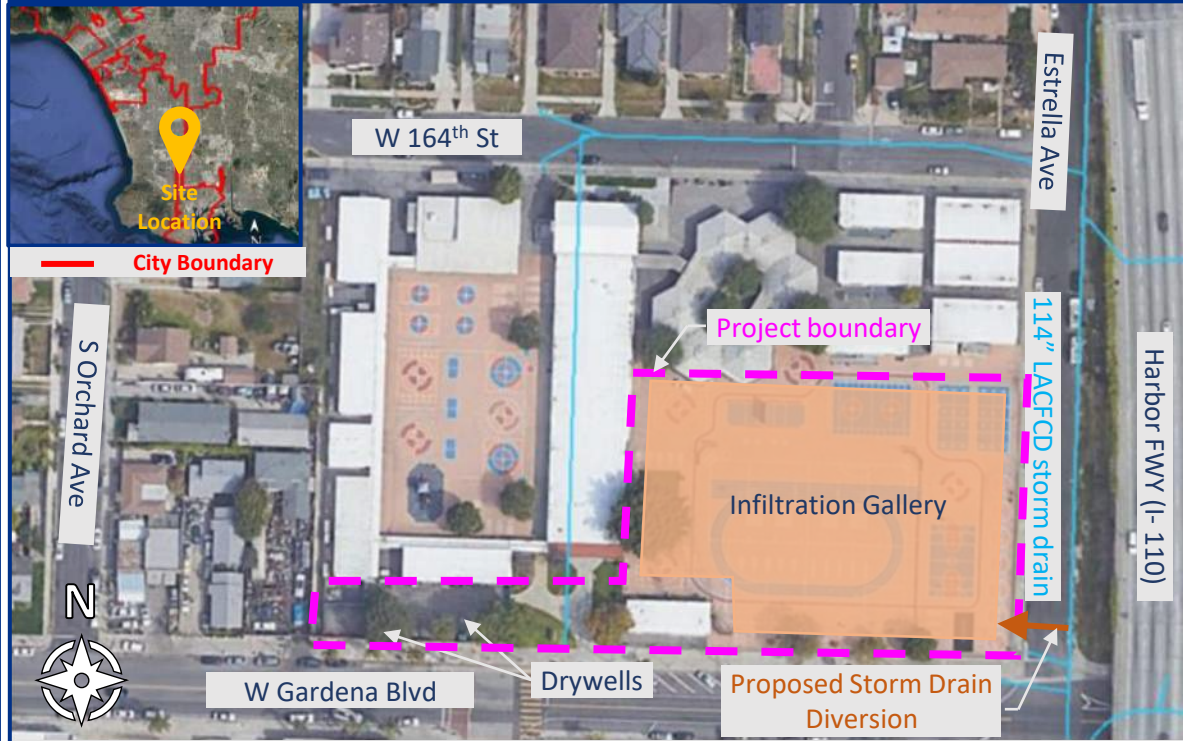 Site
Location
N
City Boundary
W 164th St
Estrella Ave
Project boundary
S Orchard Ave
114” LACFCD storm drain
Harbor FWY (I- 110)
Infiltration Gallery
N
Drywells
W Gardena Blvd
Proposed Storm Drain
Diversion